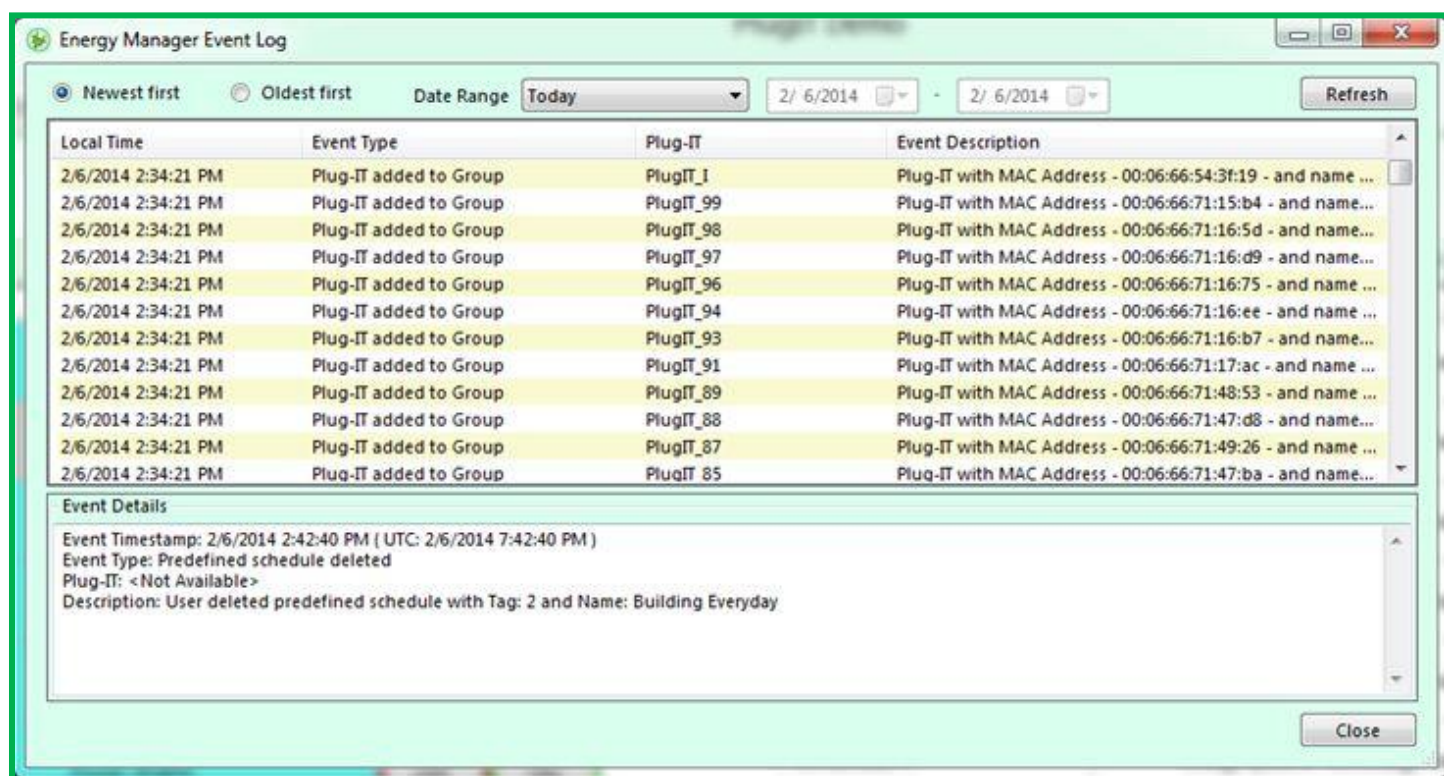 Energy Manager Event Log
Newest first Oldest first Date Range Today 2/ 6/2014 - 2/ 6/2014 Refresh
Local Time Event Type Plug-IT Event Description
2/6/2014 2:34:21 PM Plug-IT added to Group PlugIT_I Plug-IT with MAC Address - 00:06:66:54:3f:19 - and name ...
2/6/2014 2:34:21 PM Plug-IT added to Group PlugIT_99 Plug-IT with MAC Address - 00:06:66:71:15:b4 - and name...
2/6/2014 2:34:21 PM Plug-IT added to Group PlugIT_98 Plug-IT with MAC Address - 00:06:66:71:16:5d - and name...
2/6/2014 2:34:21 PM Plug-IT added to Group PlugIT_97 Plug-IT with MAC Address - 00:06:66:71:16:d9 - and name...
2/6/2014 2:34:21 PM Plug-IT added to Group PlugIT_96 Plug-IT with MAC Address - 00:06:66:71:16:75 - and name ...
2/6/2014 2:34:21 PM Plug-IT added to Group PlugIT_94 Plug-IT with MAC Address - 00:06:66:71:16:ee - and name ...
2/6/2014 2:34:21 PM Plug-IT added to Group PlugIT_93 Plug-IT with MAC Address - 00:06:66:71:16:b7 - and name...
2/6/2014 2:34:21 PM Plug-IT added to Group PlugIT_91 Plug-IT with MAC Address - 00:06:66:71:17:ac - and name ...
2/6/2014 2:34:21 PM Plug-IT added to Group PlugIT_89 Plug-IT with MAC Address - 00:06:66:71:48:53 - and name ...
2/6/2014 2:34:21 PM Plug-IT added to Group PlugIT_88 Plug-IT with MAC Address - 00:06:66:71:47:d8 - and name...
2/6/2014 2:34:21 PM Plug-IT added to Group PlugIT_87 Plug-IT with MAC Address - 00:06:66:71:49:26 - and name ...
2/6/2014 2:34:21 PM Plug-IT added to Group PlugIT_85 Plug-IT with MAC Address - 00:06:66:71:47:ba - and name...
Event Details
Event Timestamp: 2/6/2014 2:42:40 PM ( UTC: 2/6/2014 7:42:40 PM )
Event Type: Predefined schedule deleted
Plug-IT: <Not Available>
Description: User deleted predefined schedule with Tag: 2 and Name: Building Everyday
Close